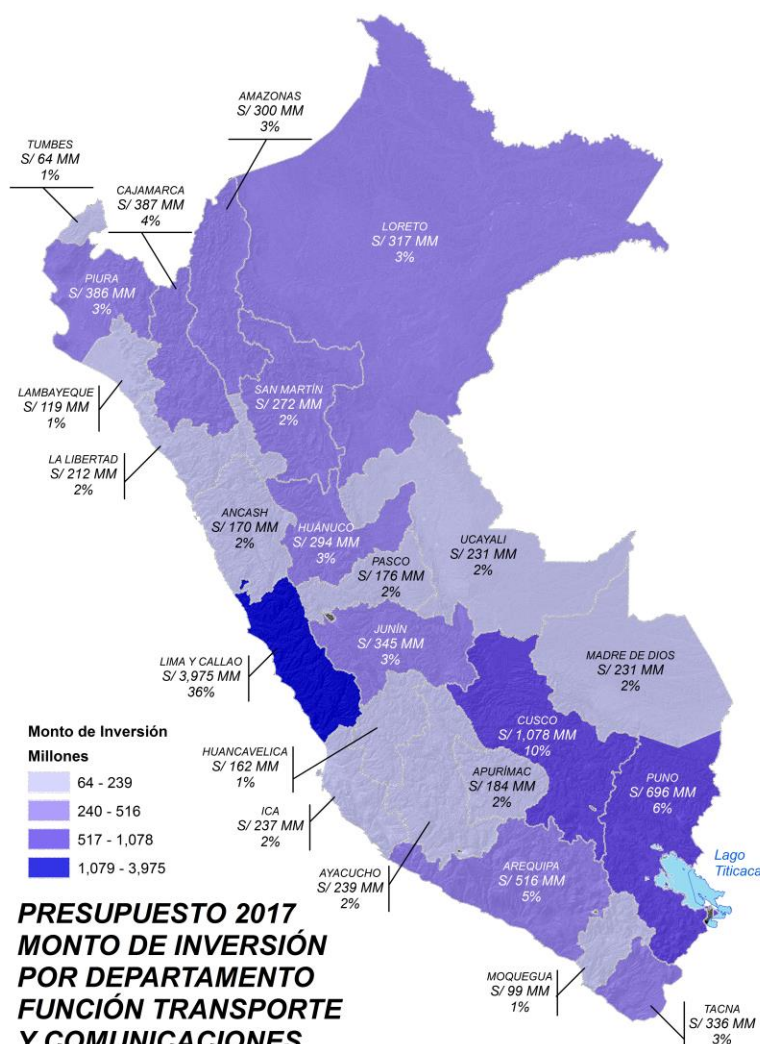 AMAZONAS
S/ 300 MM
3%
TUMBES
S/ 64 MM
1%
CAJAMARCA
S/ 387 MM
4%
LORETO
S/ 317 MM
3%
PIURA
S/ 386 MM
3%
SAN MARTÍN
S/ 272 MM
2%
LAMBAYEQUE
S/ 119 MM
1%
LA LIBERTAD
S/ 212 MM
2%
ANCASH
S/ 170 MM
2%
HUÁNUCO
S/ 294 MM
3%
UCAYALI
S/ 231 MM
2%
PASCO
S/ 176 MM
2%
JUNÍN
S/ 345 MM
3%
MADRE DE DIOS
S/ 231 MM
2%
LIMA Y CALLAO
S/ 3,975 MM
36%
CUSCO
S/ 1,078 MM
10%
HUANCAVELICA
S/ 162 MM
1%
APURÍMAC
S/ 184 MM
2%
PUNO
S/ 696 MM
6%
ICA
S/ 237 MM
2%
AYACUCHO
S/ 239 MM
2%
AREQUIPA
S/ 516 MM
5%
Lago
Titicaca
MOQUEGUA
S/ 99 MM
1%
TACNA
S/ 336 MM
3%
Monto de Inversión
Millones
64 - 239
240 - 516
517 - 1,078
1,079 - 3,975
PRESUPUESTO 2017
MONTO DE INVERSIÓN
POR DEPARTAMENTO
FUNCIÓN TRANSPORTE
Y COMUNICACIONES